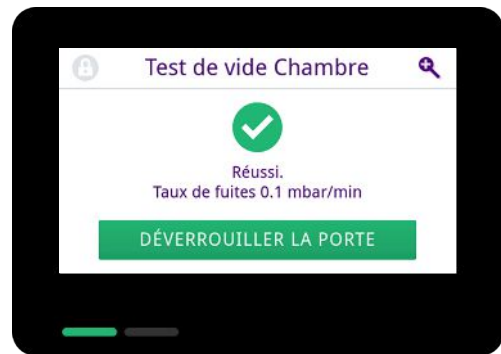 Test de vide Chambre
Réussi.
Taux de fuites 0.1 mbar/min
DÉVERROUILLER LA PORTE